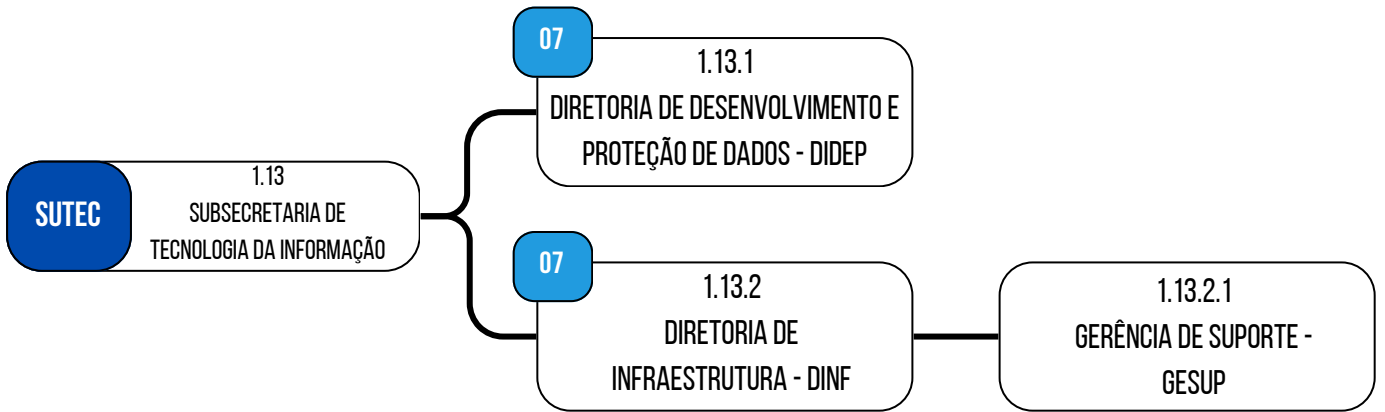 SUTEC
1.13
SUBSECRETARIA DE
TECNOLOGIA DA INFORMAÇÃO
07
1.13.1
DIRETORIA DE DESENVOLVIMENTO E
PROTEÇÃO DE DADOS - DIDEP
07
1.13.2
DIRETORIA DE
INFRAESTRUTURA - DINF
1.13.2.1
GERÊNCIA DE SUPORTE -
GESUP